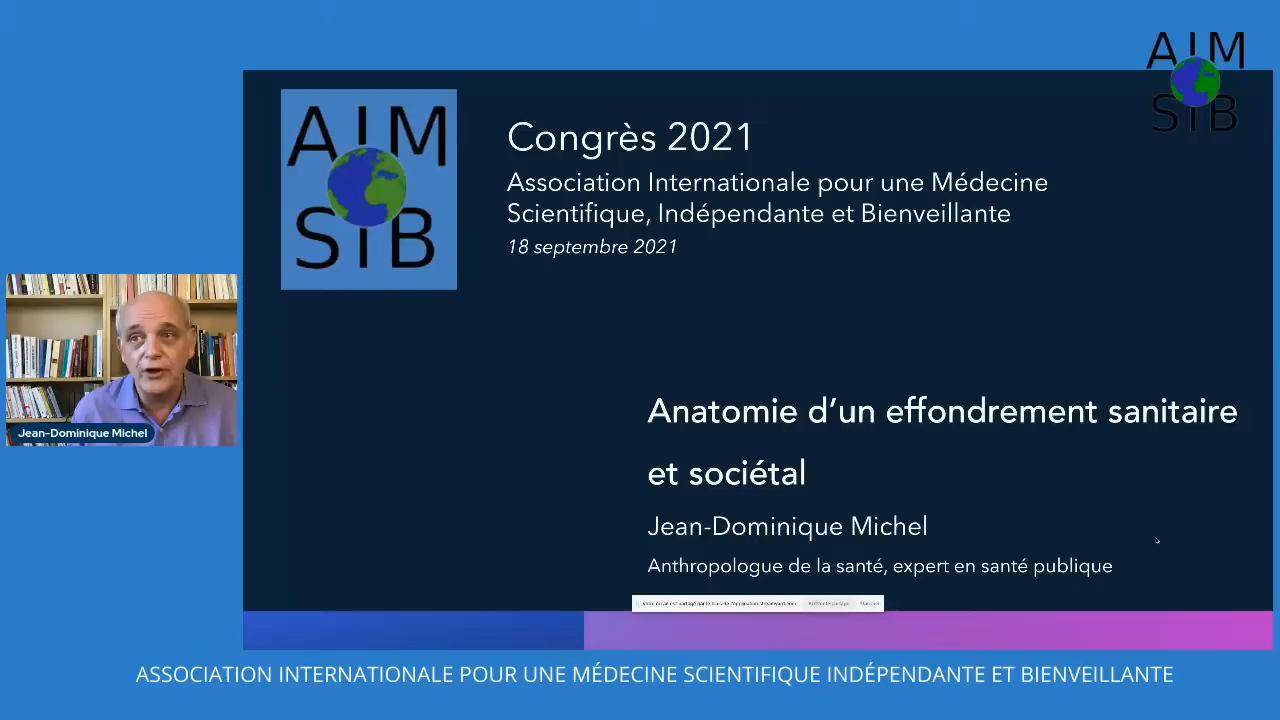 AIM
SIB
AIM
SIB
Congrès 2021
Association Internationale pour une Médecine
Scientifique, Indépendante et Bienveillante
18 septembre 2021
Jean-Dominique Michel
Anatomie d’un effondrement sanitaire
et sociétal
Jean-Dominique Michel
Anthropologue de la santé, expert en santé publique
ASSOCIATION INTERNATIONALE POUR UNE MÉDECINE SCIENTIFIQUE INDÉPENDANTE ET BIENVEILLANTE